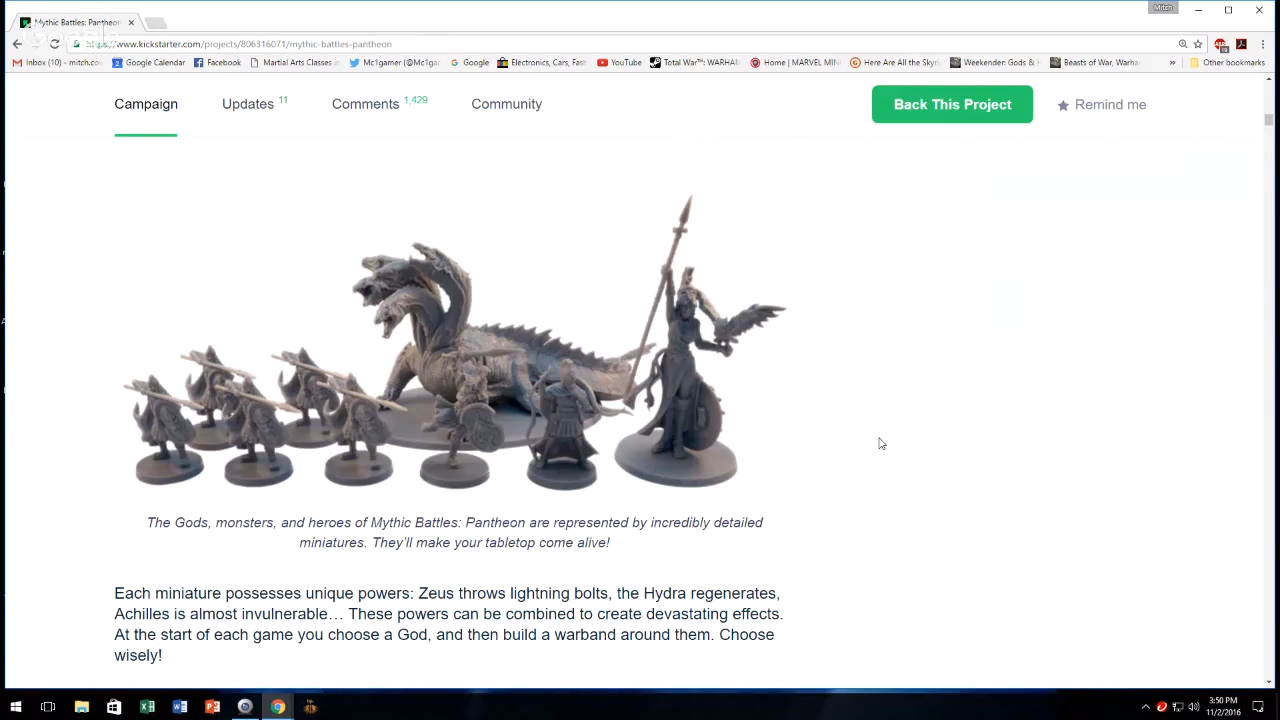 Mitch
Mythic Battles: Pantheon
https://www.kickstarter.com/projects/806316071/mythic-battles-pantheon
Inbox (10) - mitch.co Google Calendar Facebook Martial Arts Classes in Mc1gamer (@Mc1ga Google Electronics, Cars, Fash YouTube Total War™: WARHA Home | MARVEL MIN Here Are All the Skyri Weekender: Gods & H Beasts of War, Warha » Other bookmarks
Campaign Updates 11 Comments 1,429 Community Back This Project Remind me
The Gods, monsters, and heroes of Mythic Battles: Pantheon are represented by incredibly detailed
miniatures. They'll make your tabletop come alive!
Each miniature possesses unique powers: Zeus throws lightning bolts, the Hydra regenerates,
Achilles is almost invulnerable… These powers can be combined to create devastating effects.
At the start of each game you choose a God, and then build a warband around them. Choose
wisely!
3:50 PM
11/2/2016